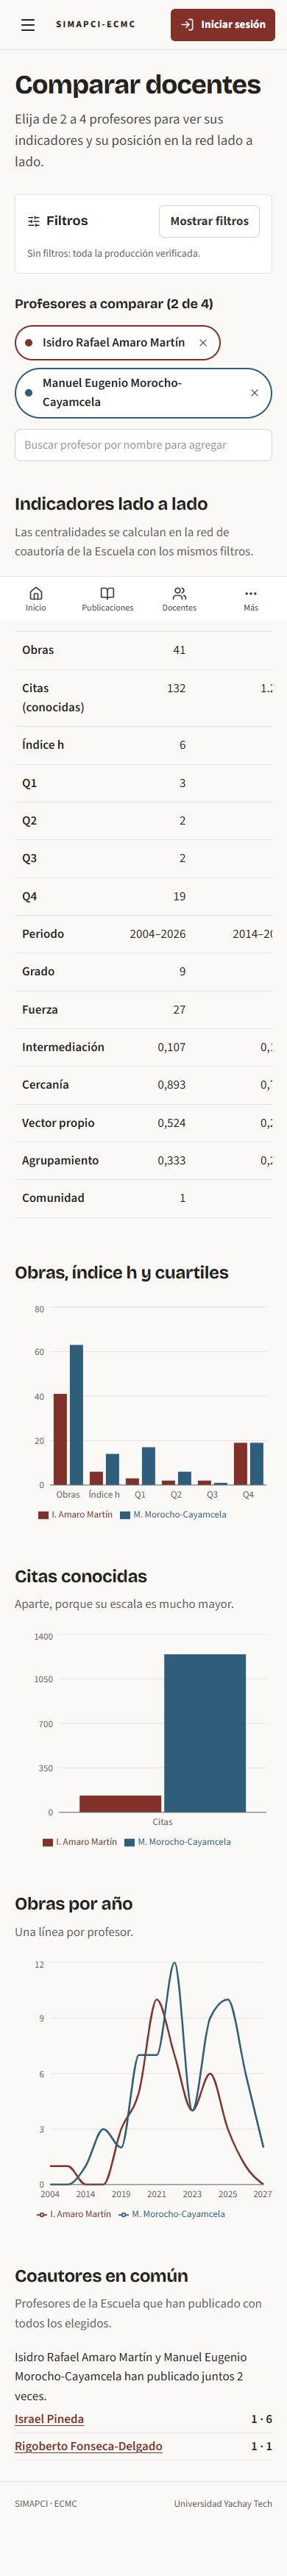 SIMAPCI-ECMC
Iniciar sesión
Comparar docentes
Elija de 2 a 4 profesores para ver sus
indicadores y su posición en la red lado a
lado.
Filtros
Mostrar filtros
Sin filtros: toda la producción verificada.
Profesores a comparar (2 de 4)
Isidro Rafael Amaro Martín
Manuel Eugenio Morocho-
Cayamcela
Buscar profesor por nombre para agregar
Indicadores lado a lado
Las centralidades se calculan en la red de
coautoría de la Escuela con los mismos filtros.
Inicio Publicaciones Docentes Más
Obras 41
Citas 132 1.2
(conocidas)
Índice h 6
Q1 3
Q2 2
Q3 2
Q4 19
Periodo 2004–2026 2014–20
Grado 9
Fuerza 27
Intermediación 0,107 0,
Cercanía 0,893 0,
Vector propio 0,524 0,2
Agrupamiento 0,333 0,2
Comunidad 1
Obras, índice h y cuartiles
80
60
40
20
0
Obras Índice h Q1 Q2 Q3 Q4
I. Amaro Martín M. Morocho-Cayamcela
Citas conocidas
Aparte, porque su escala es mucho mayor.
1400
1050
700
350
0
Citas
I. Amaro Martín M. Morocho-Cayamcela
Obras por año
Una línea por profesor.
12
9
6
3
0
2004 2014 2019 2021 2023 2025 2027
I. Amaro Martín M. Morocho-Cayamcela
Coautores en común
Profesores de la Escuela que han publicado con
todos los elegidos.
Isidro Rafael Amaro Martín y Manuel Eugenio
Morocho-Cayamcela han publicado juntos 2
veces.
Israel Pineda 1 · 6
Rigoberto Fonseca-Delgado 1 · 1
SIMAPCI · ECMC Universidad Yachay Tech